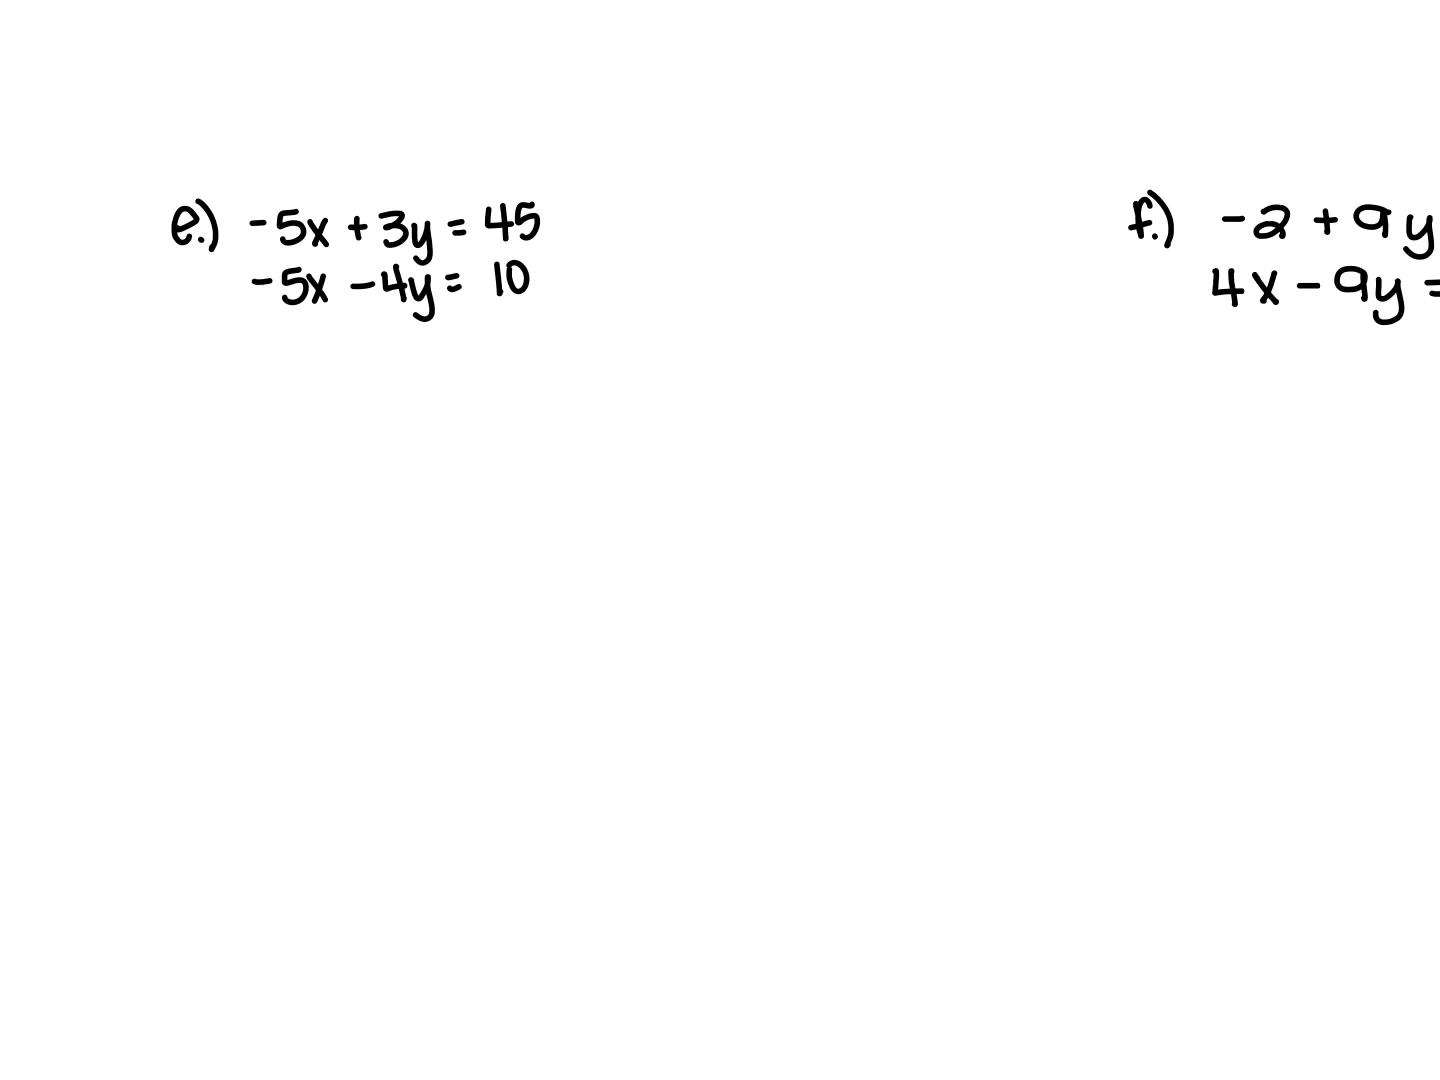 e.) -5x + 3y = 45
-5x - 4y = 10
f.) -2 + 9y
4x - 9y =